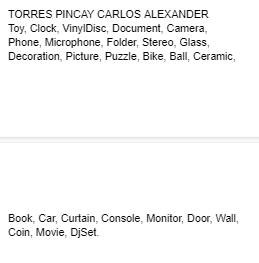 TORRES PINCAY CARLOS ALEXANDER
Toy, Clock, VinylDisc, Document, Camera,
Phone, Microphone, Folder, Stereo, Glass,
Decoration, Picture, Puzzle, Bike, Ball, Ceramic,
Book, Car, Curtain, Console, Monitor, Door, Wall,
Coin, Movie, DjSet.